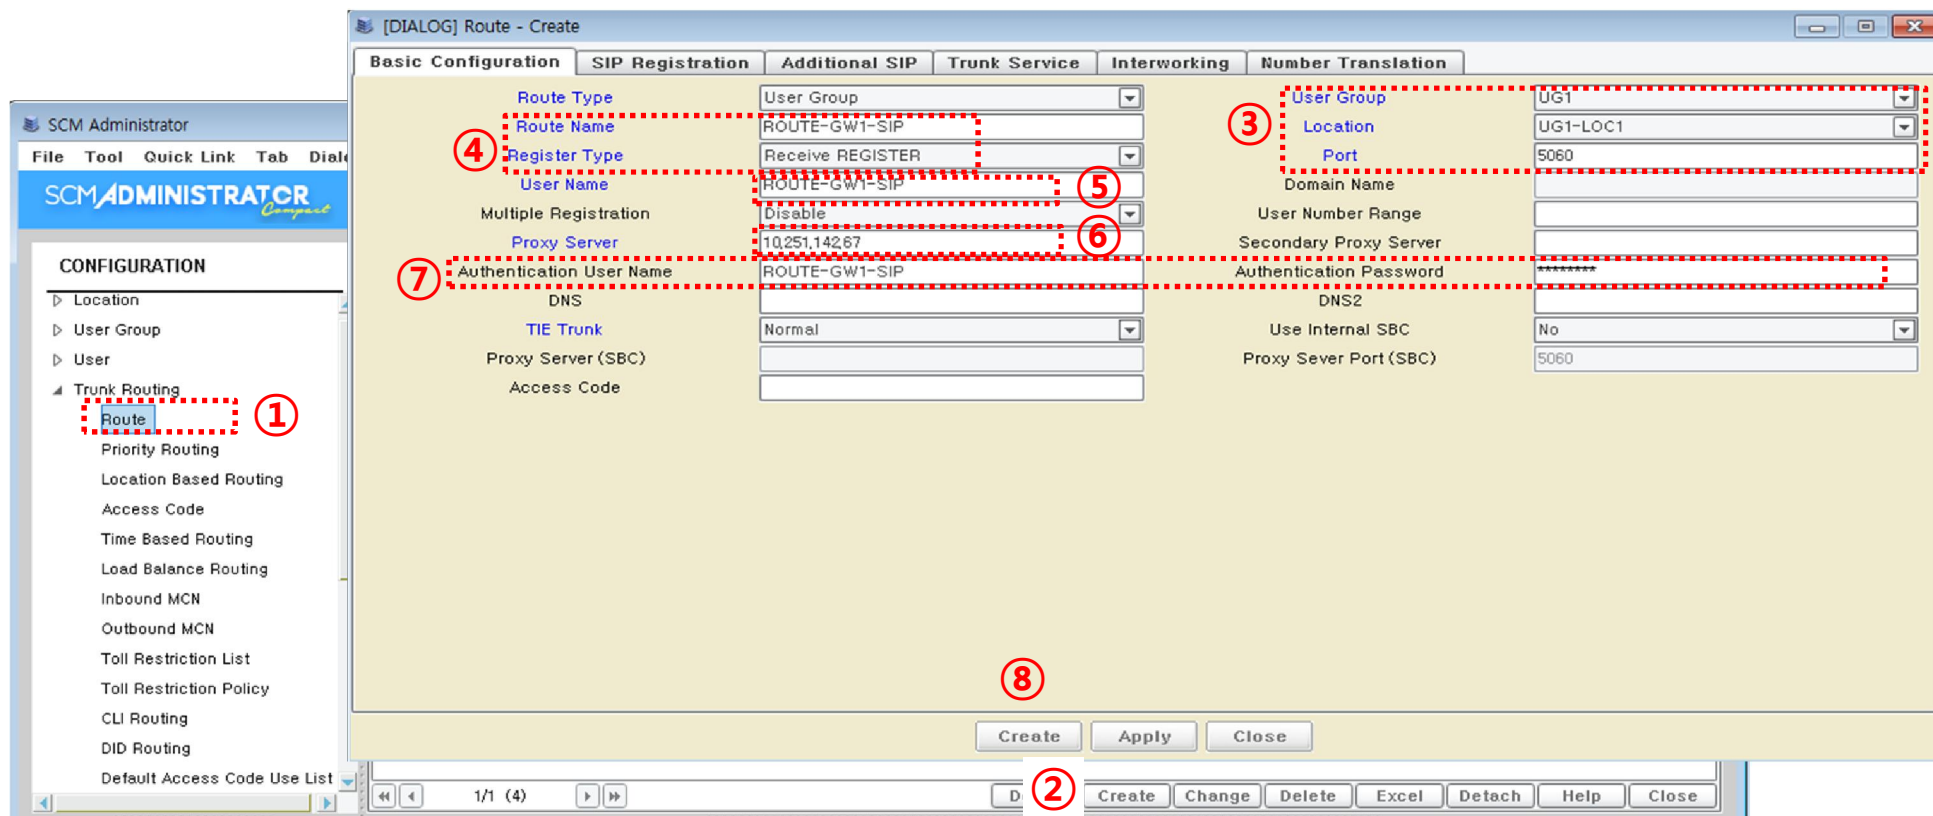 [DIALOG] Route - Create
Basic Configuration SIP Registration Additional SIP Trunk Service Interworking Number Translation
Route Type User Group User Group UG1
Route Name ROUTE-GW1-SIP ③ Location UG1-LOC1
④ Register Type Receive REGISTER Port 5060
User Name ROUTE-GW1-SIP ⑤ Domain Name
Multiple Registration Disable User Number Range
Proxy Server 10,251,142,67 ⑥ Secondary Proxy Server
⑦ Authentication User Name ROUTE-GW1-SIP Authentication Password ********
DNS DNS2
TIE Trunk Normal Use Internal SBC No
Proxy Server (SBC) Proxy Sever Port (SBC) 5060
Access Code
⑧
Create Apply Close
SCM Administrator
File Tool Quick Link Tab
SCMADMINISTRATOR
Compact
CONFIGURATION
Location
User Group
User
Trunk Routing
Route ①
Priority Routing
Location Based Routing
Access Code
Time Based Routing
Load Balance Routing
Inbound MCN
Outbound MCN
Toll Restriction List
Toll Restriction Policy
CLI Routing
DID Routing
Default Access Code Use List
1/1 (4) ② Create Change Delete Excel Detach Help Close